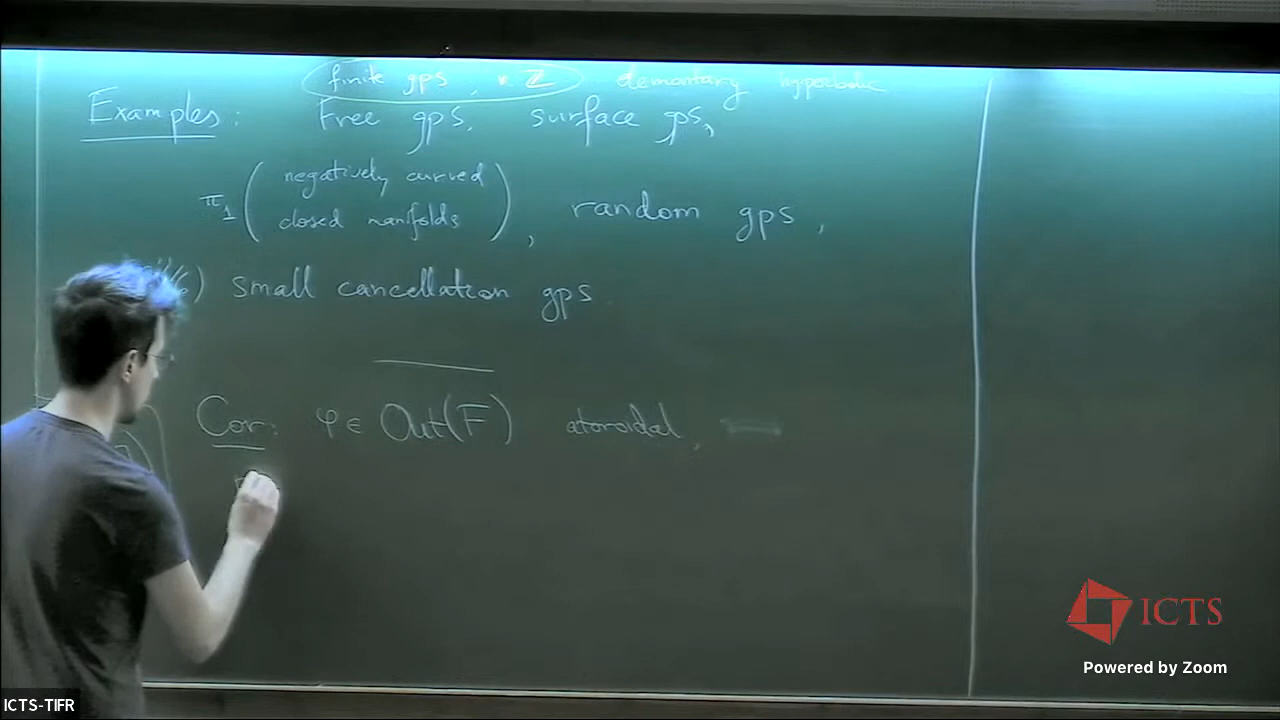 finite gps, ℤ elementary hyperbolic
Examples: Free gps, surface gps,
π₁ ( negatively curved
closed manifolds ), random gps,
/6) small cancellation gps.
Cor: φ ∈ Out(F) atoroidal,
ICTS
Powered by Zoom
ICTS-TIFR